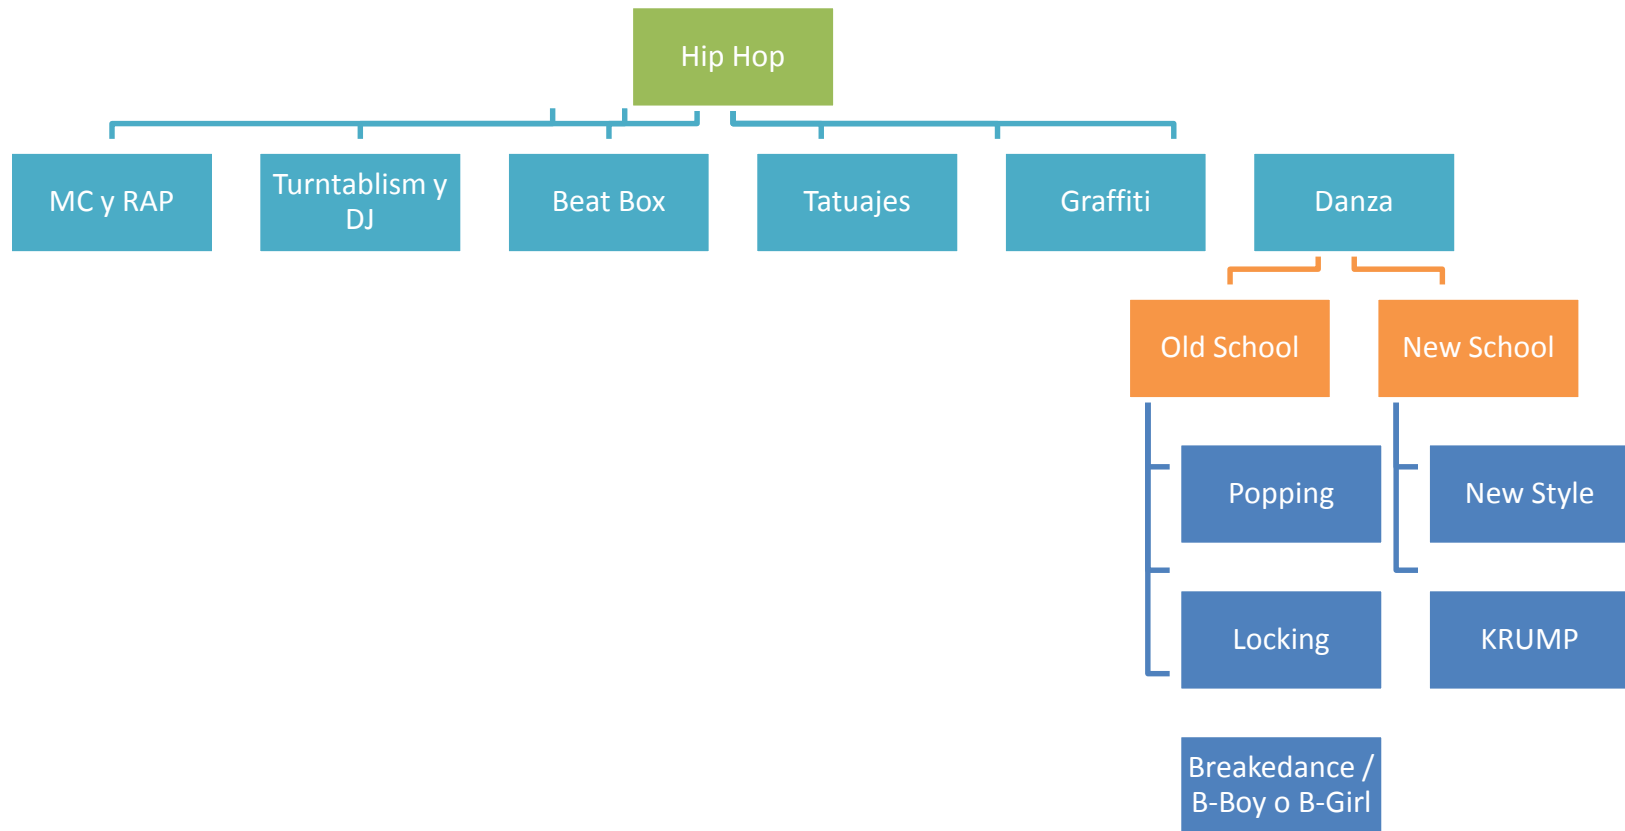 Hip Hop
MC y RAP
Turntablism y
DJ
Beat Box
Tatuajes
Graffiti
Danza
Old School
New School
Popping
New Style
Locking
KRUMP
Breakedance /
B-Boy o B-Girl